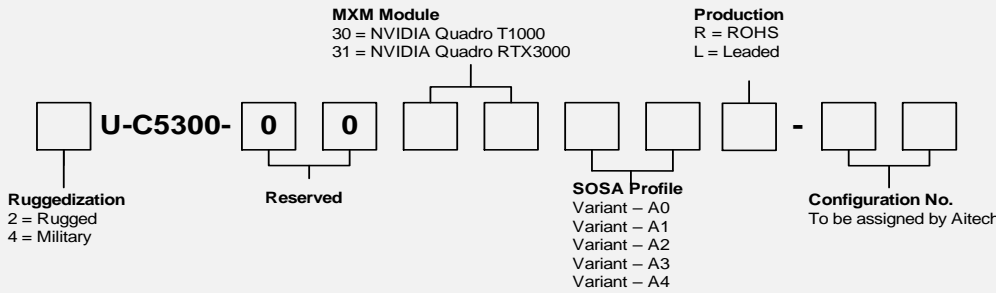 MXM Module
30 = NVIDIA Quadro T1000
31 = NVIDIA Quadro RTX3000
Production
R = ROHS
L = Leaded
U-C5300- 0 0 -
Ruggedization
2 = Rugged
4 = Military
Reserved
SOSA Profile
Variant – A0
Variant – A1
Variant – A2
Variant – A3
Variant – A4
Configuration No.
To be assigned by Aitech